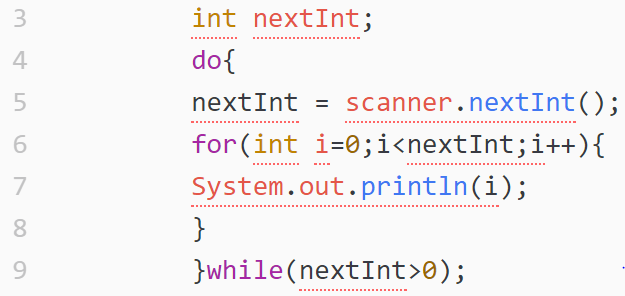 3 int nextInt;
4 do{
5 nextInt = scanner.nextInt();
6 for(int i=0;i<nextInt;i++){
7 System.out.println(i);
8 }
9 }while(nextInt>0);